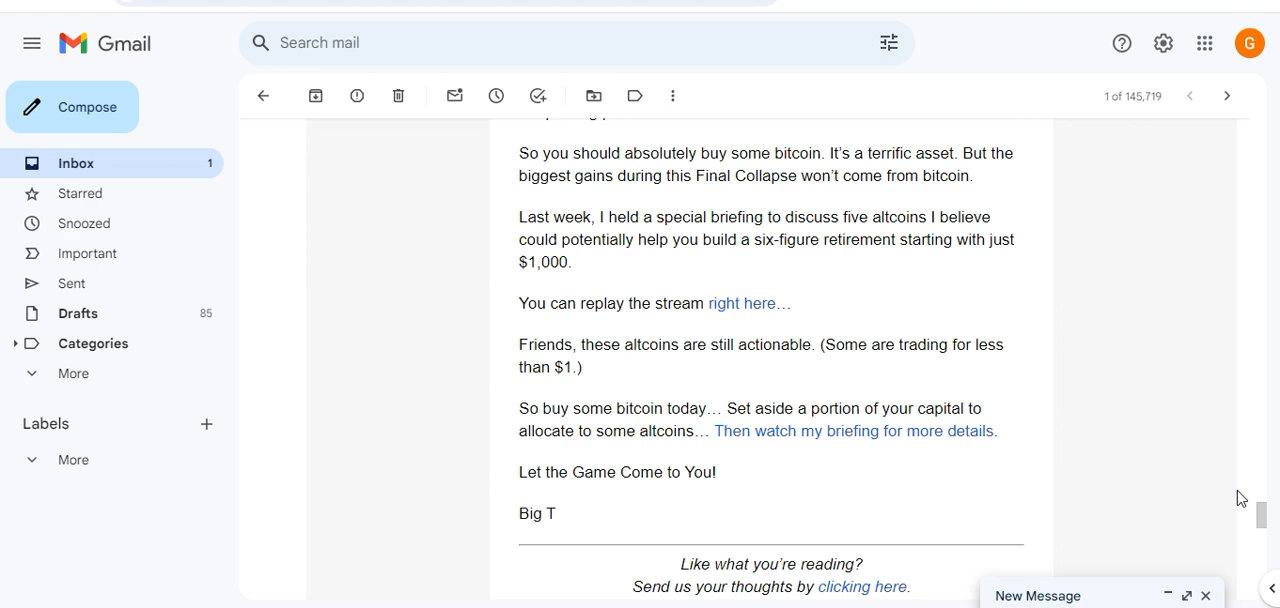 Gmail
Search mail
G
Compose
1 of 145,719
Inbox 1
Starred
Snoozed
Important
Sent
Drafts 85
Categories
More
Labels
More
So you should absolutely buy some bitcoin. It's a terrific asset. But the
biggest gains during this Final Collapse won't come from bitcoin.
Last week, I held a special briefing to discuss five altcoins I believe
could potentially help you build a six-figure retirement starting with just
$1,000.
You can replay the stream right here…
Friends, these altcoins are still actionable. (Some are trading for less
than $1.)
So buy some bitcoin today… Set aside a portion of your capital to
allocate to some altcoins… Then watch my briefing for more details.
Let the Game Come to You!
Big T
Like what you're reading?
Send us your thoughts by clicking here.
New Message